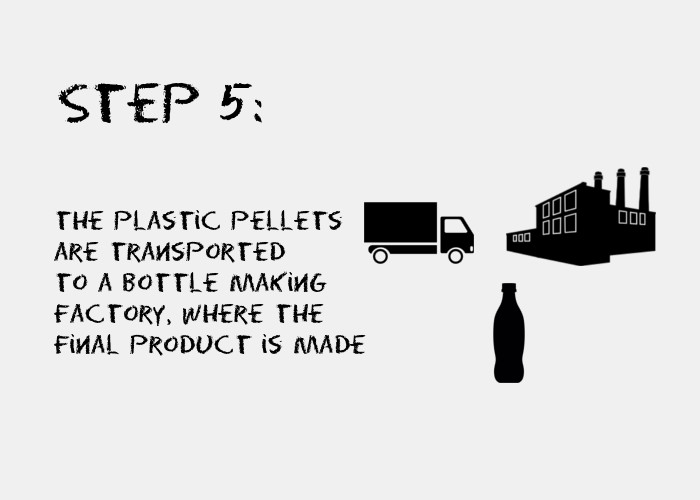 STEP 5:
THE PLASTIC PELLETS
ARE TRANSPORTED
TO A BOTTLE MAKING
FACTORY, WHERE THE
FINAL PRODUCT IS MADE